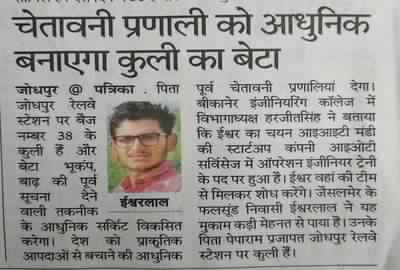 चेतावनी प्रणाली को आधुनिक
बनाएगा कुली का बेटा
जोधपुर @ पत्रिका . पिता
जोधपुर रेलवे
स्टेशन पर बैंज
नम्बर 38 के
कुली हैं और
बेटा भूकंप,
बाढ़ की पूर्व
सूचना देने
वाली तकनीक
के आधुनिक सर्किट विकसित
करेगा। देश को प्राकृतिक
आपदाओं से बचाने की आधुनिक
ईश्वरलाल
पूर्व चेतावनी प्रणालियां देगा।
बीकानेर इंजीनियरिंग कॉलेज में
विभागाध्यक्ष हरजीतसिंह ने बताया
कि ईश्वर का चयन आइआइटी मंडी
की स्टार्टअप कंपनी आइओटी
सर्विसेज में ऑपरेशन इंजीनियर ट्रेनी
के पद पर हुआ है। ईश्वर वहां की टीम
से मिलकर शोध करेंगे। जैसलमेर के
फलसूंड निवासी ईश्वरलाल ने यह
मुकाम कड़ी मेहनत से पाया है। उनके
पिता पेपाराम प्रजापत जोधपुर रेलवे
स्टेशन पर कुली हैं।